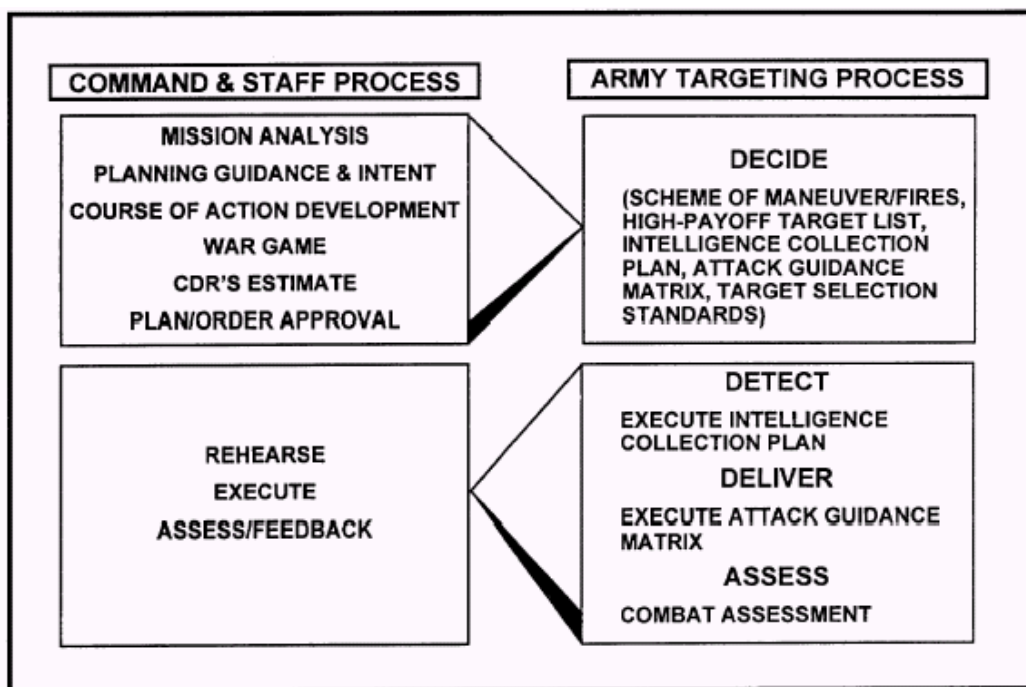 COMMAND & STAFF PROCESS
MISSION ANALYSIS
PLANNING GUIDANCE & INTENT
COURSE OF ACTION DEVELOPMENT
WAR GAME
CDR'S ESTIMATE
PLAN/ORDER APPROVAL
REHEARSE
EXECUTE
ASSESS/FEEDBACK
ARMY TARGETING PROCESS
DECIDE
(SCHEME OF MANEUVER/FIRES,
HIGH-PAYOFF TARGET LIST,
INTELLIGENCE COLLECTION
PLAN, ATTACK GUIDANCE
MATRIX, TARGET SELECTION
STANDARDS)
DETECT
EXECUTE INTELLIGENCE
COLLECTION PLAN
DELIVER
EXECUTE ATTACK GUIDANCE
MATRIX
ASSESS
COMBAT ASSESSMENT